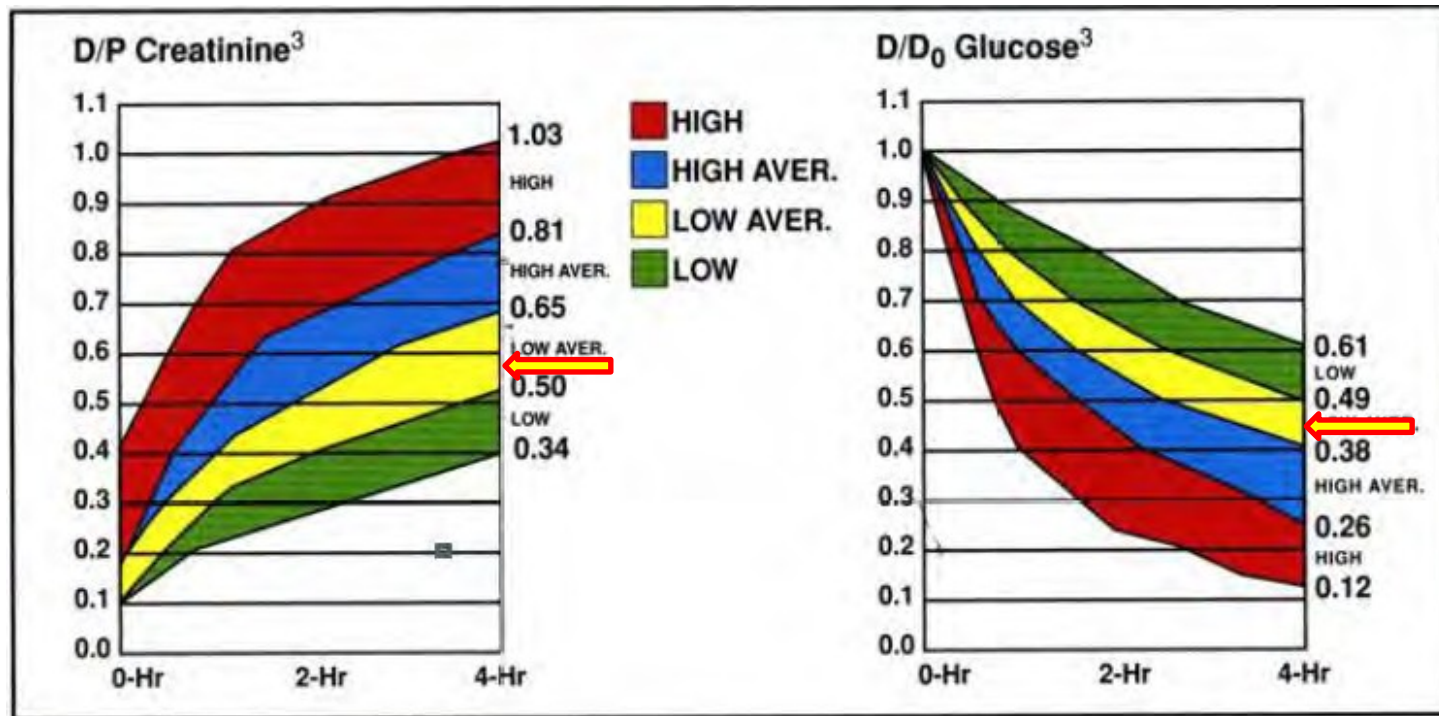 D/P Creatinine³
1.1
1.0
0.9
0.8
0.7
0.6
0.5
0.4
0.3
0.2
0.1
0.0
0-Hr 2-Hr 4-Hr
1.03
HIGH
0.81
HIGH AVER.
0.65
LOW AVER.
0.50
LOW
0.34
HIGH
HIGH AVER.
LOW AVER.
LOW
D/D₀ Glucose³
1.1
1.0
0.9
0.8
0.7
0.6
0.5
0.4
0.3
0.2
0.1
0.0
0-Hr 2-Hr 4-Hr
0.61
LOW
0.49
0.38
HIGH AVER.
0.26
HIGH
0.12